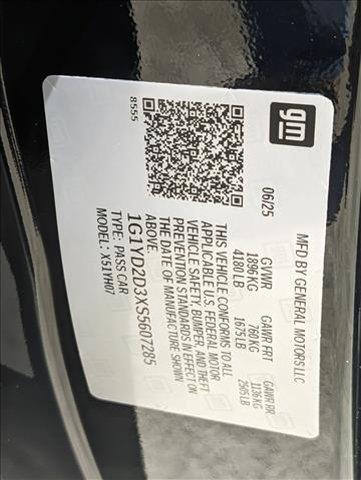 gm
MFD BY GENERAL MOTORS LLC
06/25 GVWR GAWR FRT GAWR RR
1896KG 760KG 1136KG
4180LB 1675LB 2505LB
THIS VEHICLE CONFORMS TO ALL
APPLICABLE U.S. FEDERAL MOTOR
VEHICLE SAFETY, BUMPER, AND THEFT
PREVENTION STANDARDS IN EFFECT ON
THE DATE OF MANUFACTURE SHOWN
ABOVE.
1G1YD2D3XS5607285
TYPE: PASS CAR
MODEL: X51YH07
8555